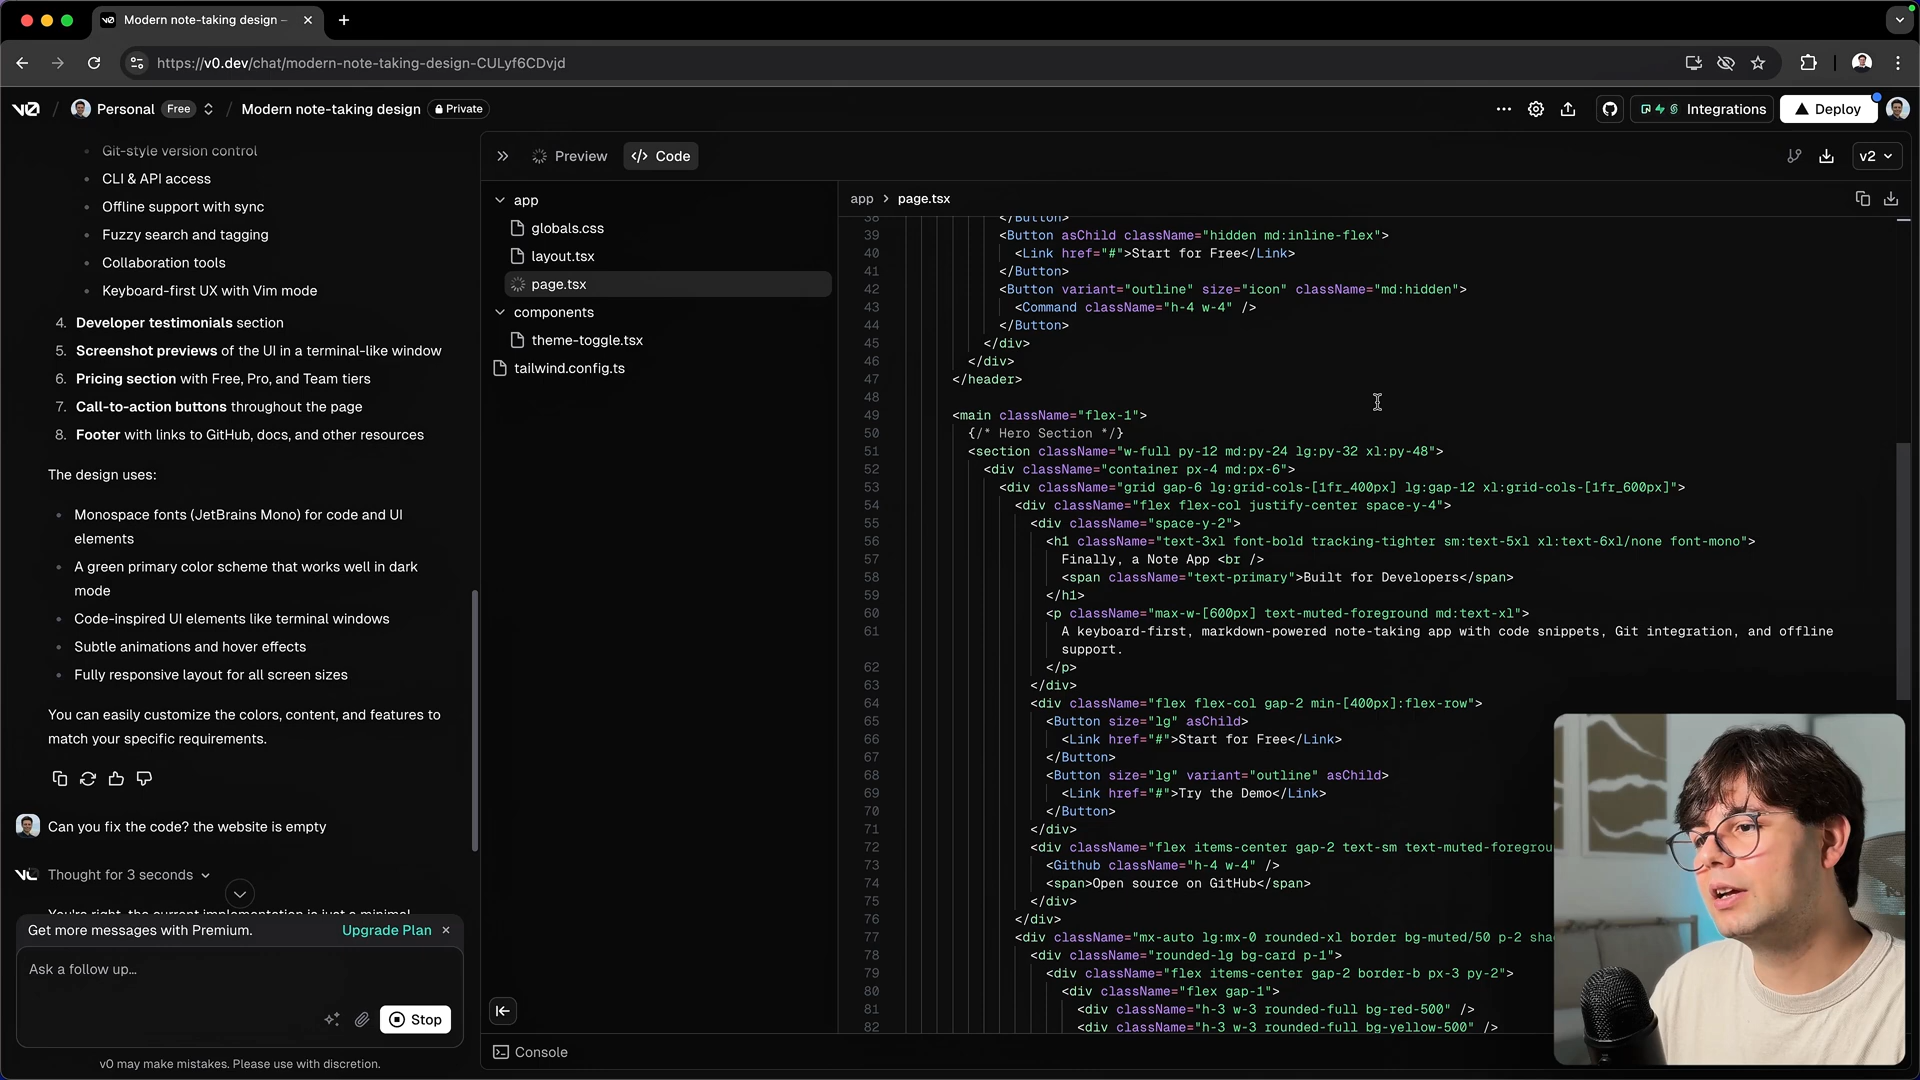 Modern note-taking design –
https://v0.dev/chat/modern-note-taking-design-CULyf6CDvjd
v0 / Personal Free / Modern note-taking design Private
Integrations
Deploy
Git-style version control
CLI & API access
Offline support with sync
Fuzzy search and tagging
Collaboration tools
Keyboard-first UX with Vim mode
4. Developer testimonials section
5. Screenshot previews of the UI in a terminal-like window
6. Pricing section with Free, Pro, and Team tiers
7. Call-to-action buttons throughout the page
8. Footer with links to GitHub, docs, and other resources
The design uses:
Monospace fonts (JetBrains Mono) for code and UI
elements
A green primary color scheme that works well in dark
mode
Code-inspired UI elements like terminal windows
Subtle animations and hover effects
Fully responsive layout for all screen sizes
You can easily customize the colors, content, and features to
match your specific requirements.
Can you fix the code? the website is empty
Thought for 3 seconds
You're right, the current implementation is just a minimal
Get more messages with Premium. Upgrade Plan
Ask a follow up...
Stop
v0 may make mistakes. Please use with discretion.
Preview
Code
v2
app
globals.css
layout.tsx
page.tsx
components
theme-toggle.tsx
tailwind.config.ts
app > page.tsx
38 </Button>
39 <Button asChild className="hidden md:inline-flex">
40 <Link href="#">Start for Free</Link>
41 </Button>
42 <Button variant="outline" size="icon" className="md:hidden">
43 <Command className="h-4 w-4" />
44 </Button>
45 </div>
46 </div>
47 </header>
48
49 <main className="flex-1">
50 {/* Hero Section */}
51 <section className="w-full py-12 md:py-24 lg:py-32 xl:py-48">
52 <div className="container px-4 md:px-6">
53 <div className="grid gap-6 lg:grid-cols-[1fr_400px] lg:gap-12 xl:grid-cols-[1fr_600px]">
54 <div className="flex flex-col justify-center space-y-4">
55 <div className="space-y-2">
56 <h1 className="text-3xl font-bold tracking-tighter sm:text-5xl xl:text-6xl/none font-mono">
57 Finally, a Note App <br />
58 <span className="text-primary">Built for Developers</span>
59 </h1>
60 <p className="max-w-[600px] text-muted-foreground md:text-xl">
61 A keyboard-first, markdown-powered note-taking app with code snippets, Git integration, and offline
support.
62 </p>
63 </div>
64 <div className="flex flex-col gap-2 min-[400px]:flex-row">
65 <Button size="lg" asChild>
66 <Link href="#">Start for Free</Link>
67 </Button>
68 <Button size="lg" variant="outline" asChild>
69 <Link href="#">Try the Demo</Link>
70 </Button>
71 </div>
72 <div className="flex items-center gap-2 text-sm text-muted-foregrou
73 <Github className="h-4 w-4" />
74 <span>Open source on GitHub</span>
75 </div>
76 </div>
77 <div className="mx-auto lg:mx-0 rounded-xl border bg-muted/50 p-2 sha
78 <div className="rounded-lg bg-card p-1">
79 <div className="flex items-center gap-2 border-b px-3 py-2">
80 <div className="flex gap-1">
81 <div className="h-3 w-3 rounded-full bg-red-500" />
82 <div className="h-3 w-3 rounded-full bg-yellow-500" />
Console